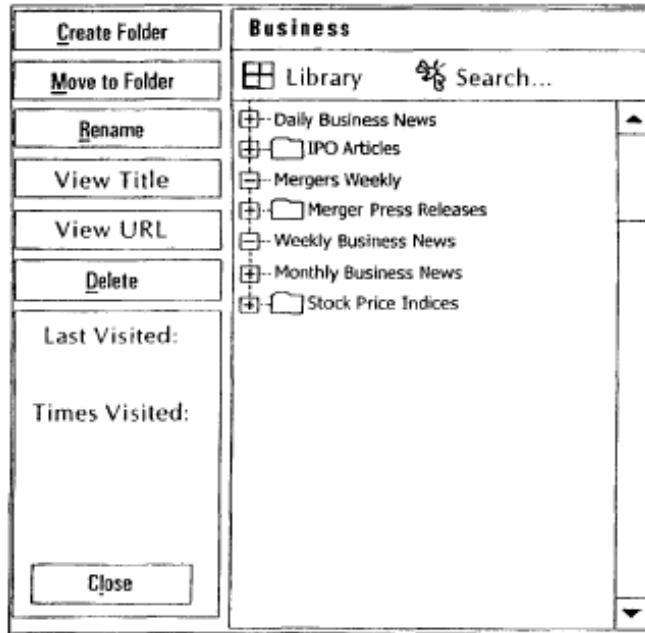 Create Folder
Move to Folder
Rename
View Title
View URL
Delete
Last Visited:
Times Visited:
Close
Business
Library Search...
Daily Business News
IPO Articles
Mergers Weekly
Merger Press Releases
Weekly Business News
Monthly Business News
Stock Price Indices